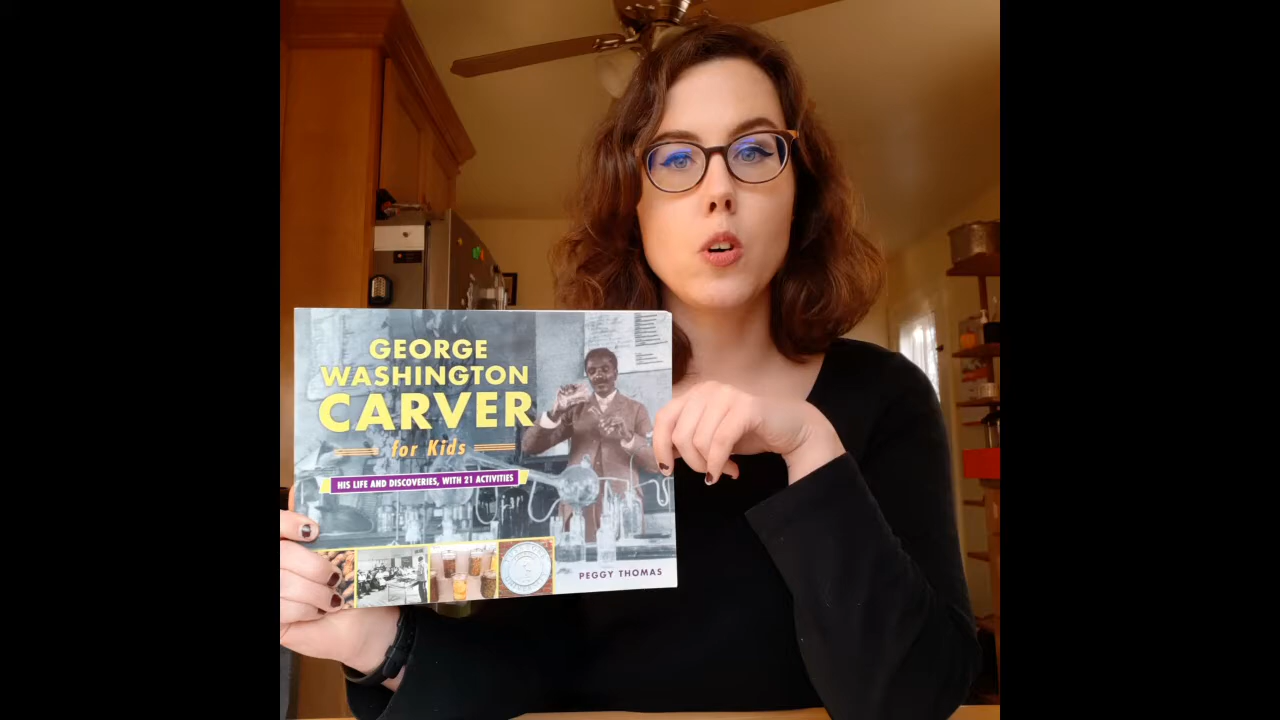 GEORGE
WASHINGTON
CARVER
for Kids
HIS LIFE AND DISCOVERIES, WITH 21 ACTIVITIES
PEGGY THOMAS